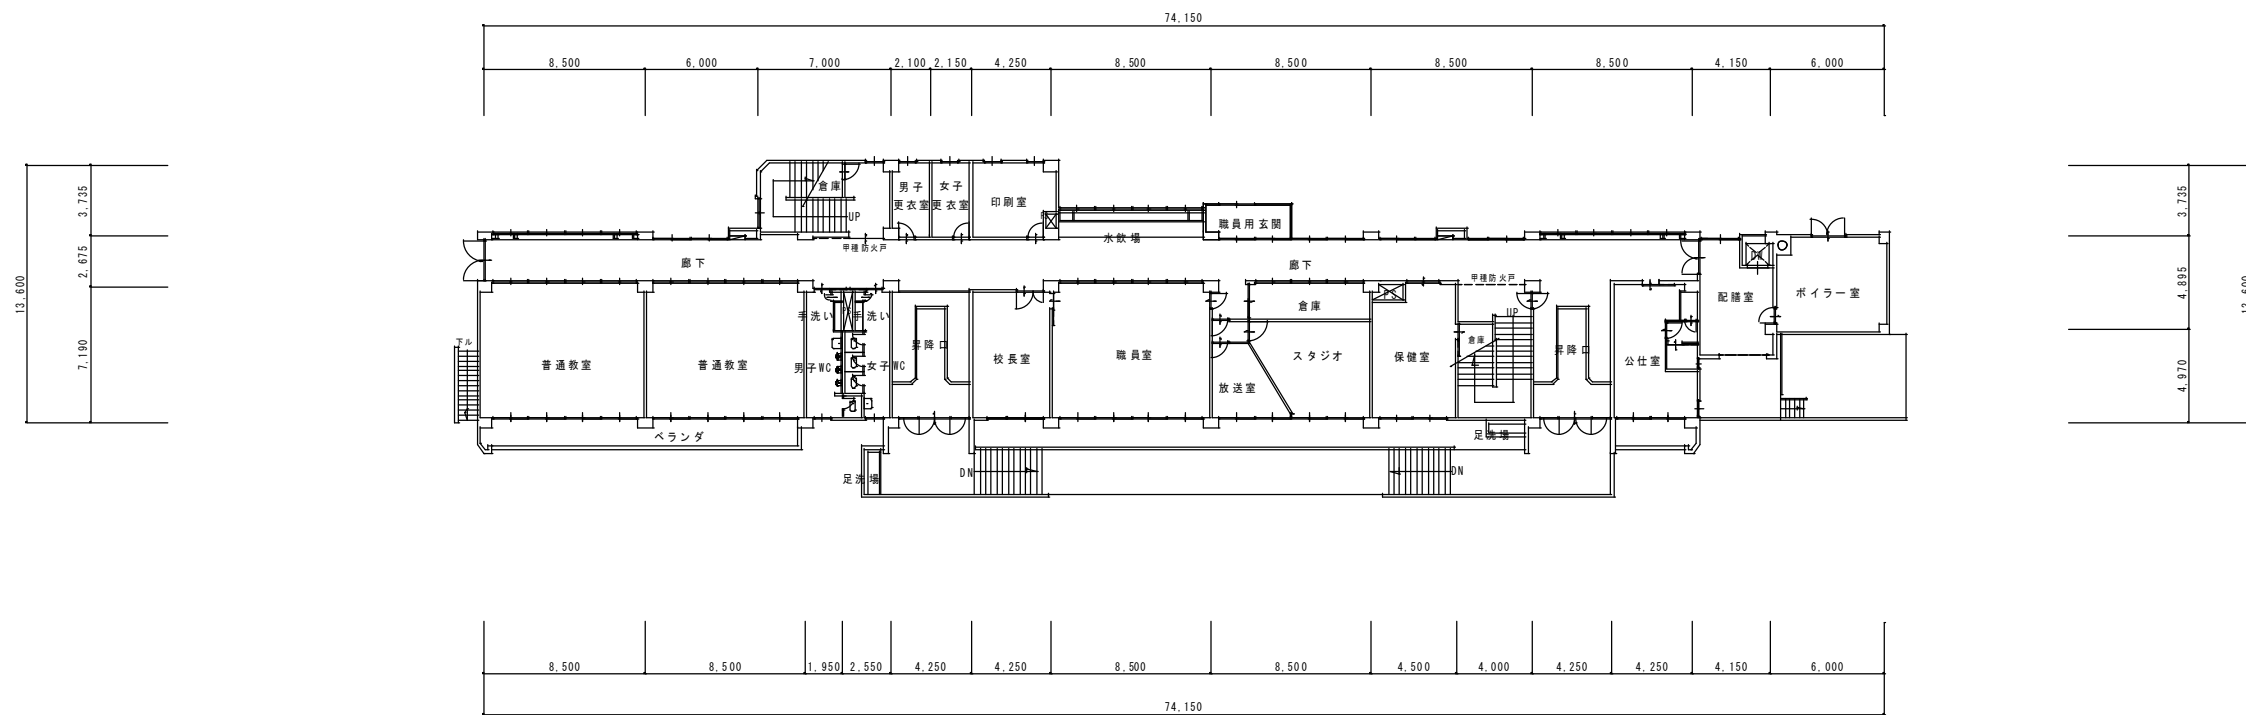 74,150
8,500 6,000 7,000 2,100 2,150 4,250 8,500 8,500 8,500 8,500 4,150 6,000
13,600
3,735
2,675
7,190
3,735
4,895
4,970
13,600
倉庫
UP
男子
更衣室
女子
更衣室
印刷室
職員用玄関
水飲場
甲種防火戸
廊下
廊下
甲種防火戸
DW
配膳室
ボイラー室
手洗い
手洗い
PS
倉庫
UP
下ル
普通教室
普通教室
男子WC
女子WC
昇降口
校長室
職員室
放送室
スタジオ
保健室
倉庫
昇降口
公仕室
ベランダ
足洗場
足洗場
DN
DN
8,500 8,500 1,950 2,550 4,250 4,250 8,500 8,500 4,500 4,000 4,250 4,250 4,150 6,000
74,150